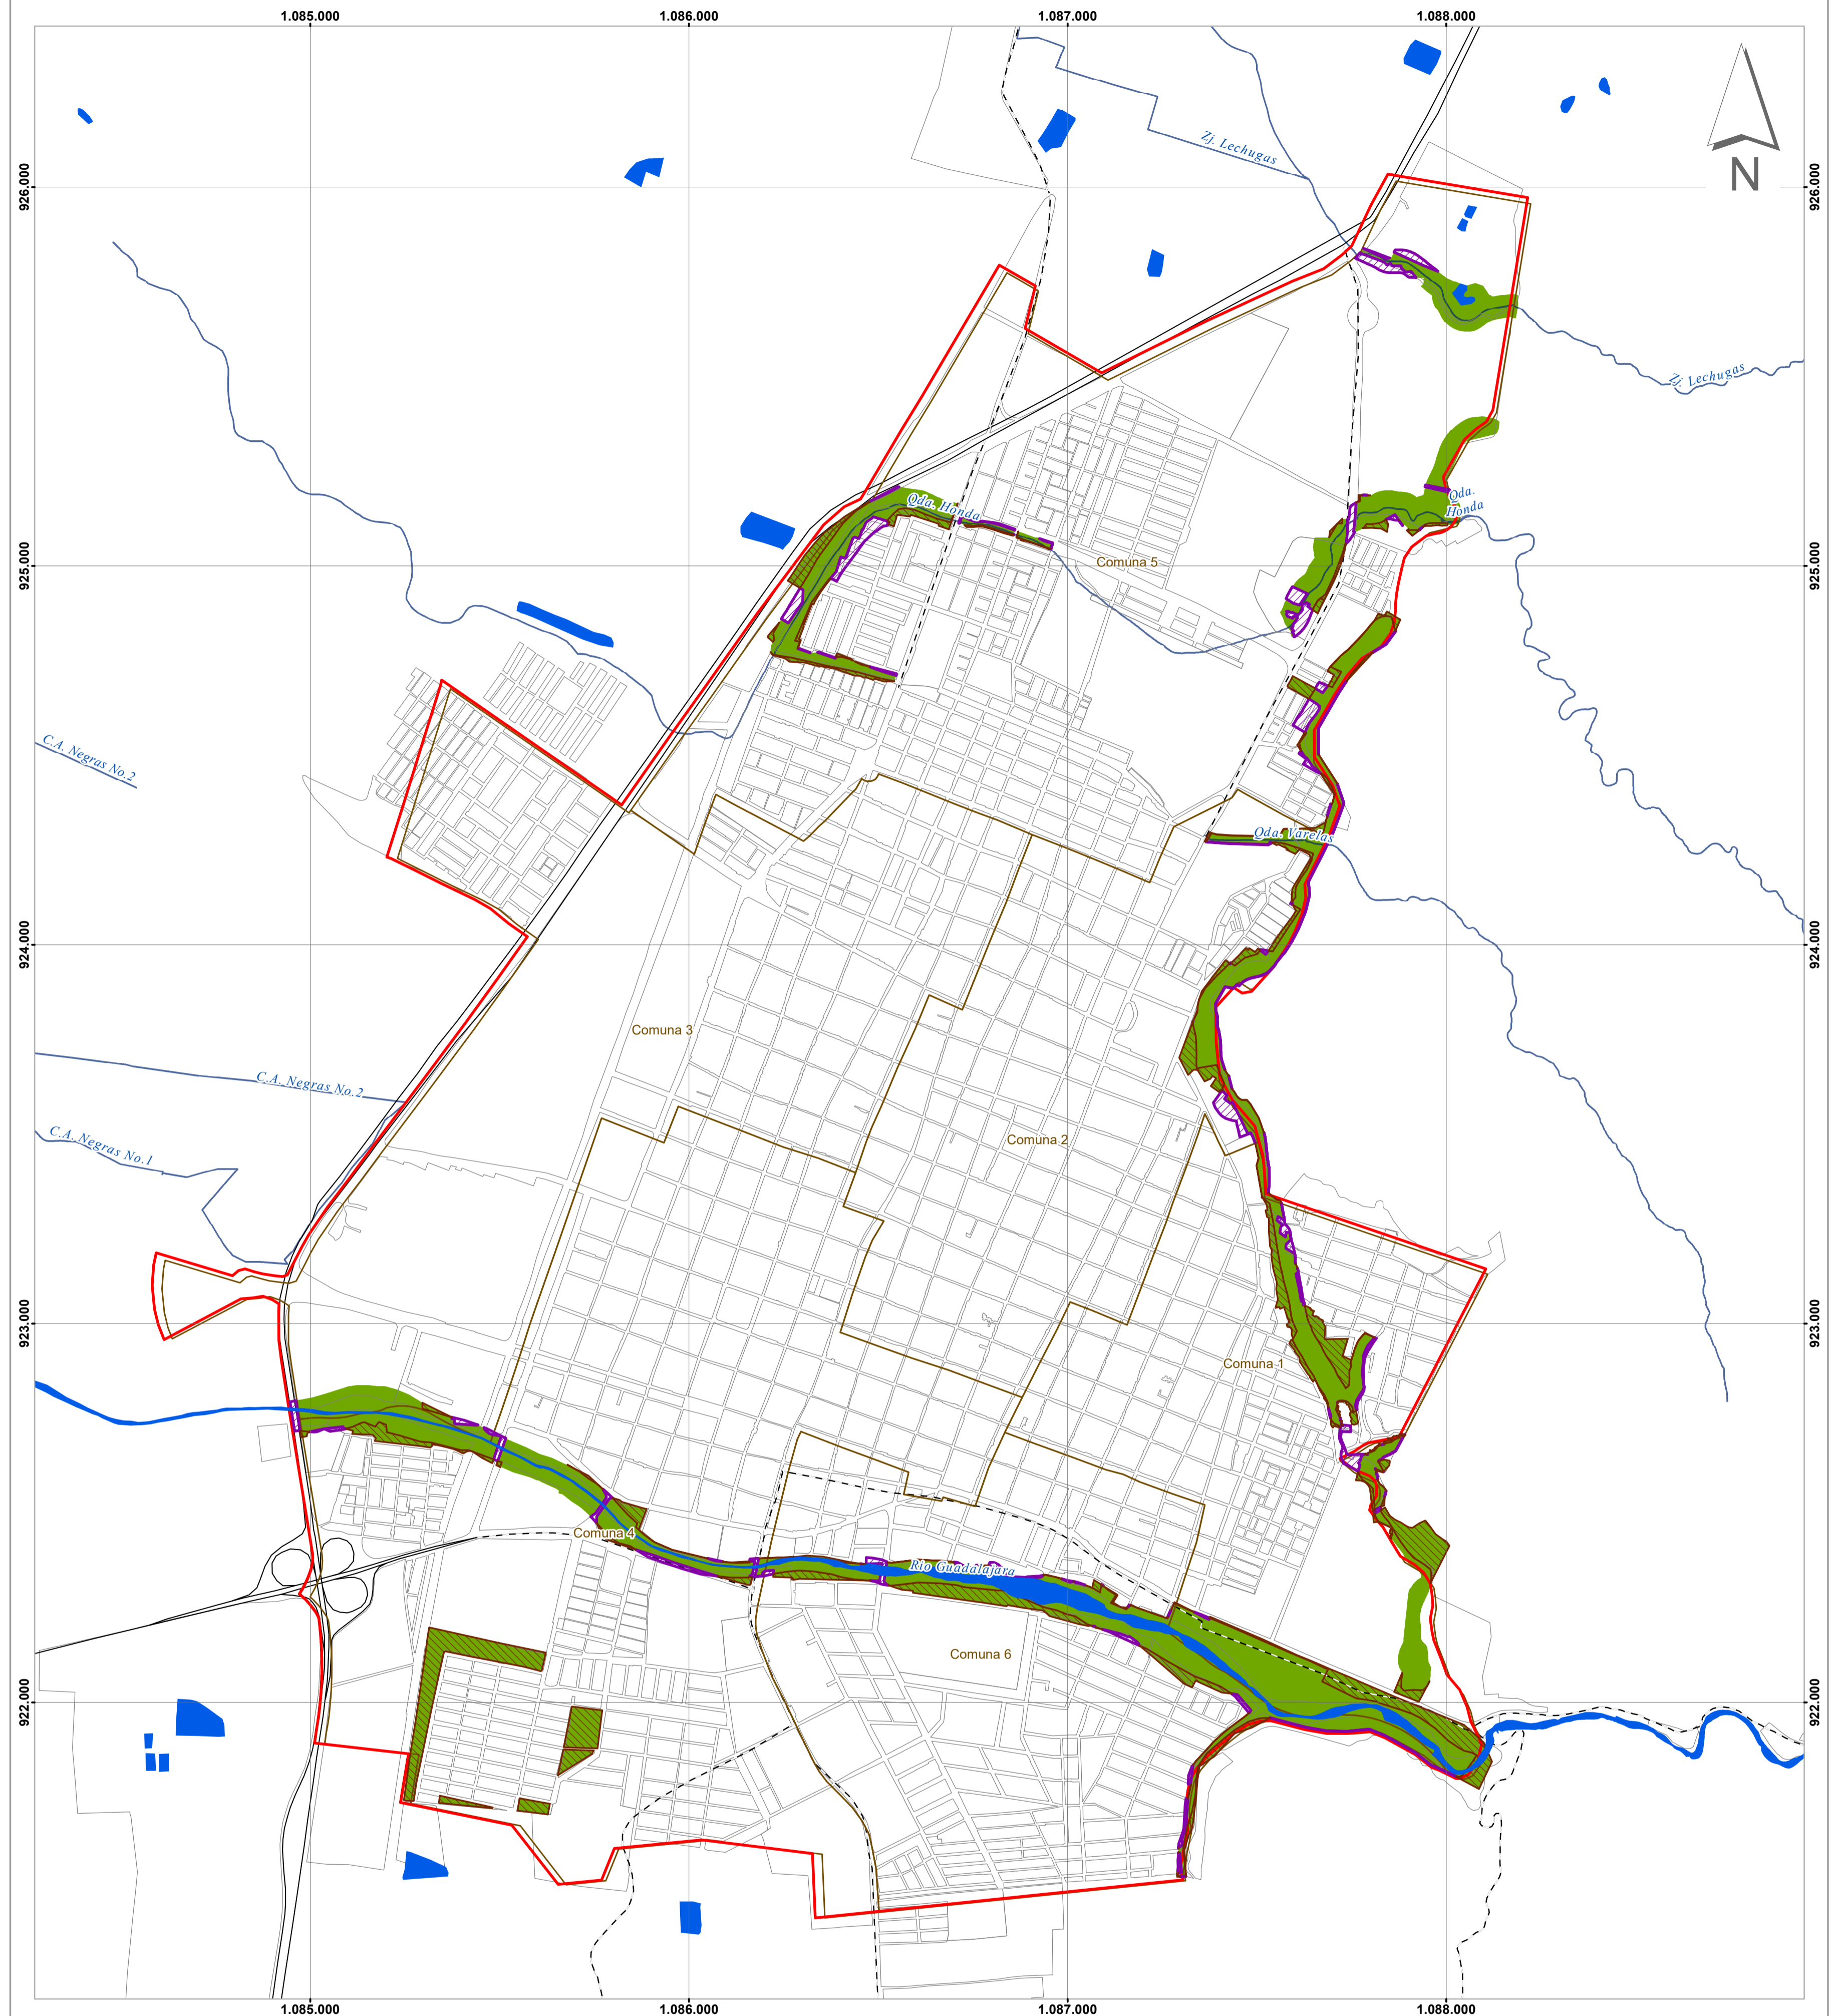 1.085.000
1.086.000
1.087.000
1.088.000
N
926.000
926.000
Zj. Lechugas
Zj. Lechugas
Qda. Honda
Qda.
Honda
925.000
925.000
Comuna 5
C.A. Negras No.2
Qda. Varelas
924.000
924.000
Comuna 3
C.A. Negras No.2
C.A. Negras No.1
Comuna 2
923.000
923.000
Comuna 1
Comuna 4
Río Guadalajara
Comuna 6
922.000
922.000
1.085.000
1.086.000
1.087.000
1.088.000